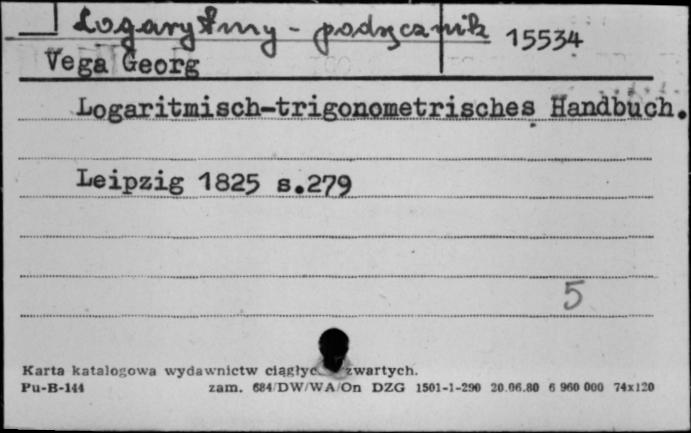 Logarytmy - podręcznik 15534
Vega Georg
Logaritmisch-trigonometrisches Handbuch.
Leipzig 1825 s.279
5
Karta katalogowa wydawnictw ciągłyc zwartych.
Pu-B-144 zam. 684/DW/WA/On DZG 1501-1-290 20.06.80 6 960 000 74x120